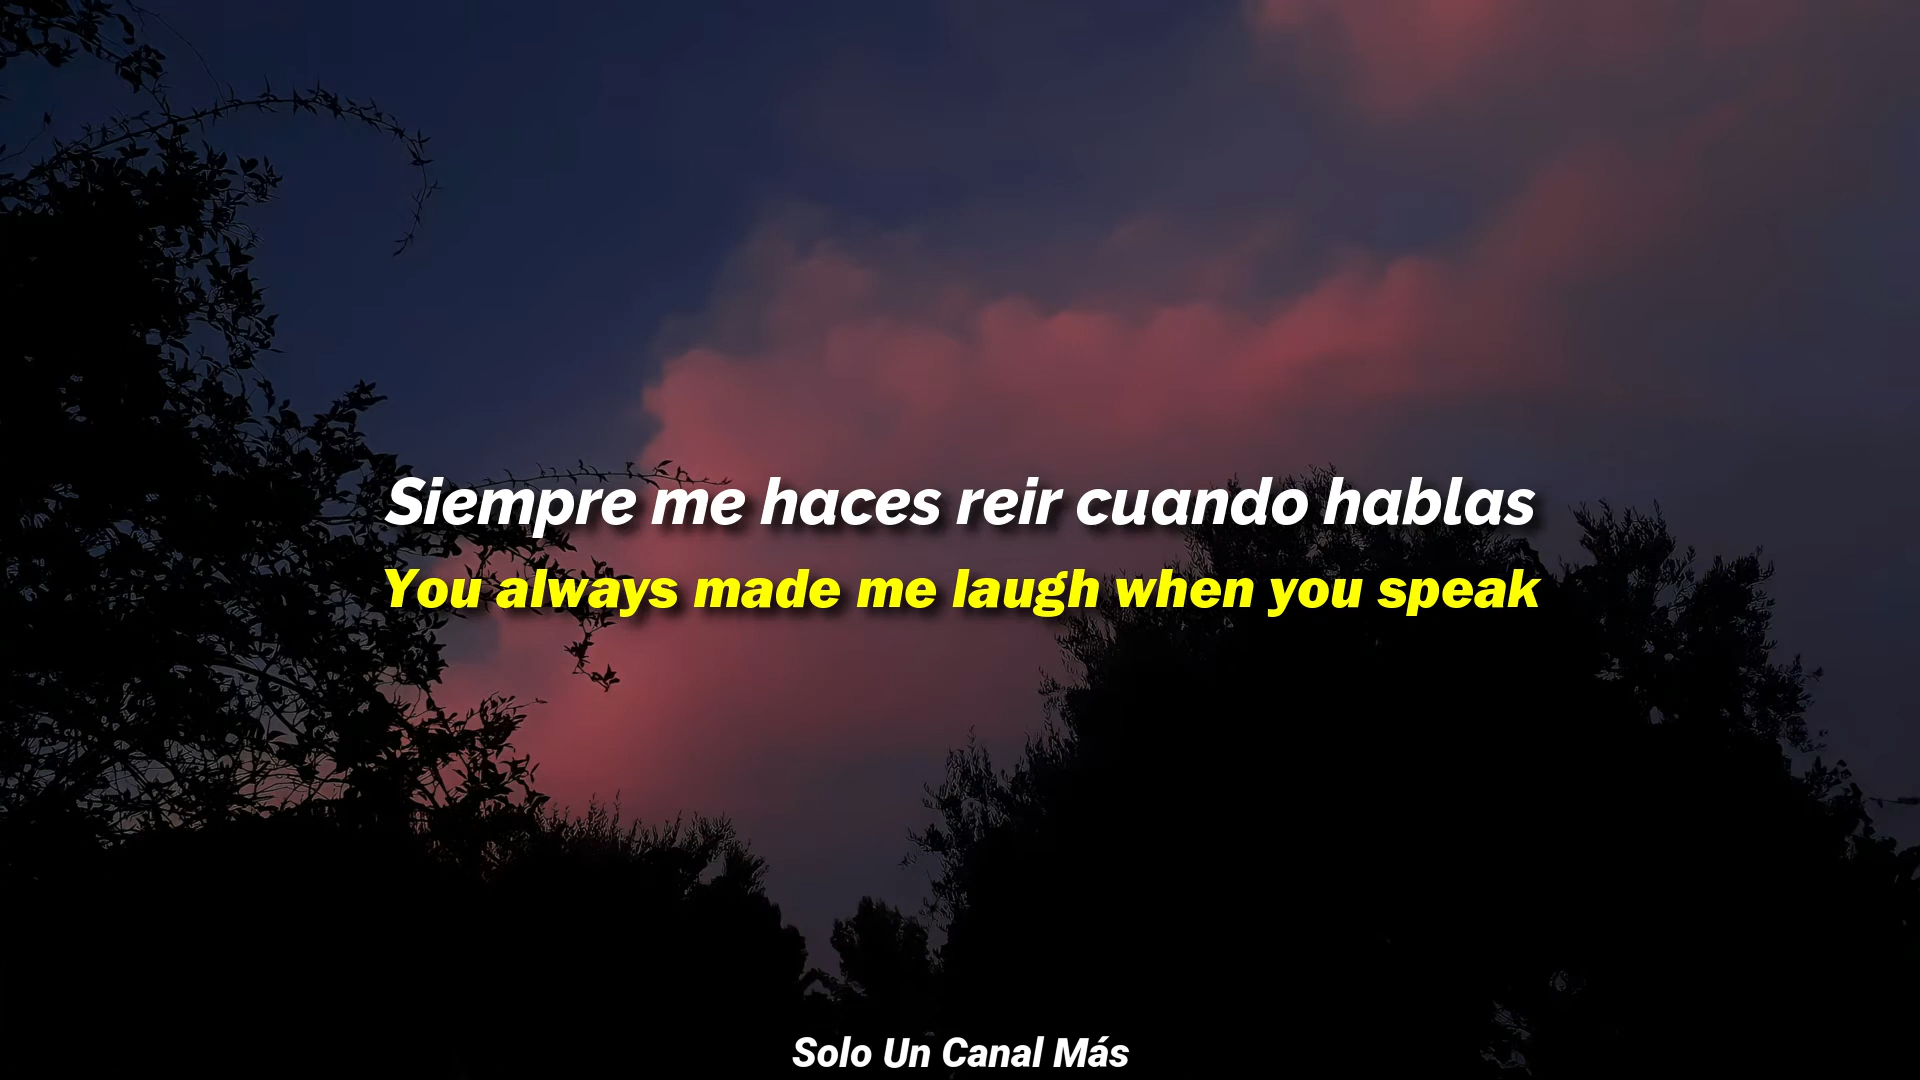 Siempre me haces reir cuando hablas
You always made me laugh when you speak
Solo Un Canal Más